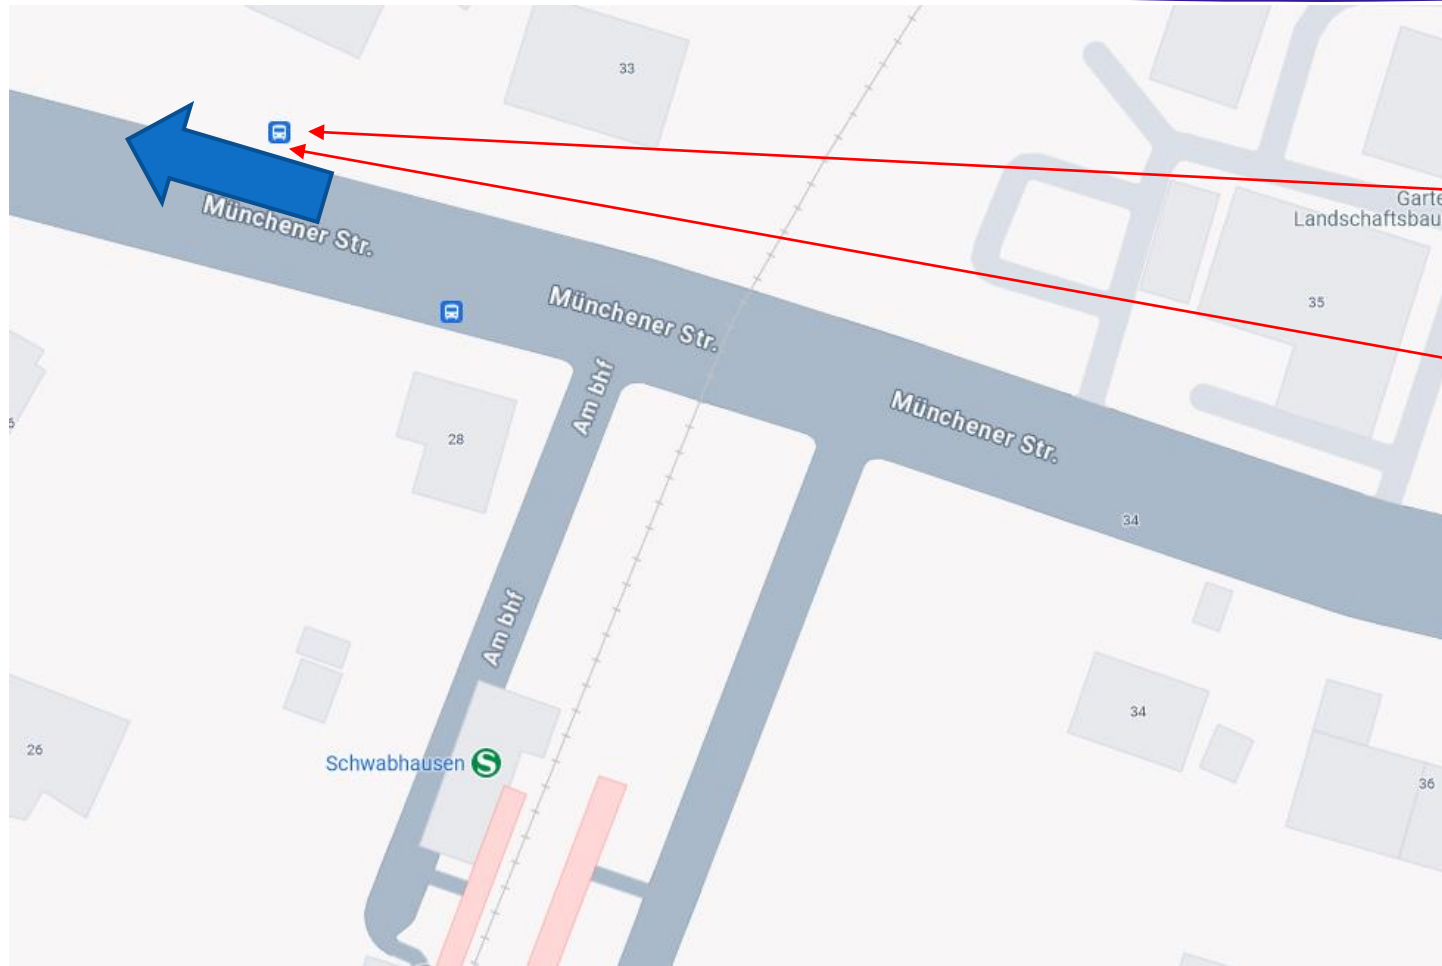 33
Münchener Str.
Garte
Landschaftsbau
35
Münchener Str.
Am bhf
Münchener Str.
28
34
Am bhf
34
26
Schwabhausen S
36